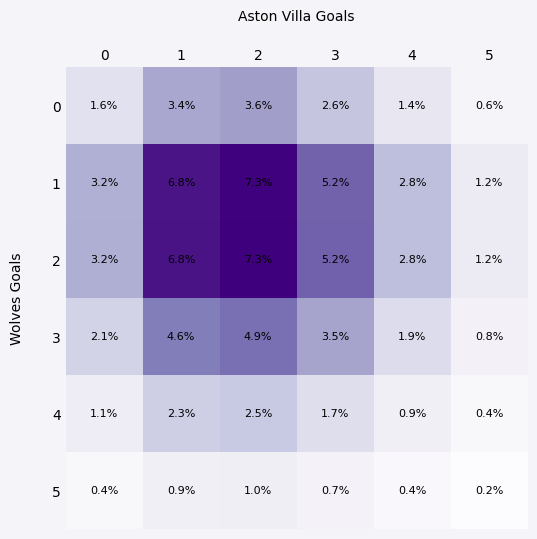 Aston Villa Goals
0 1 2 3 4 5
0 1.6% 3.4% 3.6% 2.6% 1.4% 0.6%
1 3.2% 6.8% 7.3% 5.2% 2.8% 1.2%
2 3.2% 6.8% 7.3% 5.2% 2.8% 1.2%
3 2.1% 4.6% 4.9% 3.5% 1.9% 0.8%
4 1.1% 2.3% 2.5% 1.7% 0.9% 0.4%
5 0.4% 0.9% 1.0% 0.7% 0.4% 0.2%
Wolves Goals